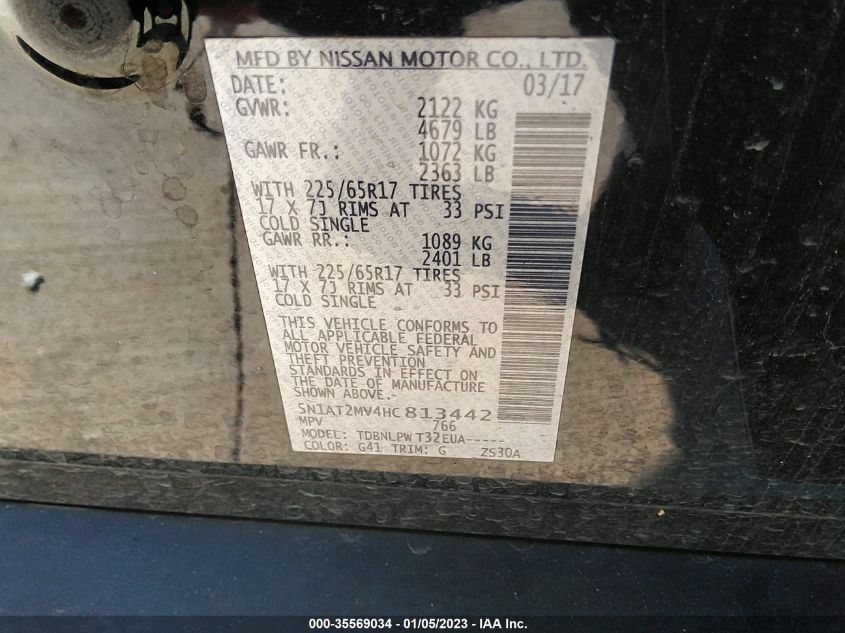 MFD BY NISSAN MOTOR CO., LTD.
DATE: 03/17
GVWR: 2122 KG
4679 LB
GAWR FR.: 1072 KG
2363 LB
WITH 225/65R17 TIRES
17 X 7J RIMS AT 33 PSI
COLD SINGLE
GAWR RR.: 1089 KG
2401 LB
WITH 225/65R17 TIRES
17 X 7J RIMS AT 33 PSI
COLD SINGLE
THIS VEHICLE CONFORMS TO
ALL APPLICABLE FEDERAL
MOTOR VEHICLE SAFETY AND
THEFT PREVENTION
STANDARDS IN EFFECT ON
THE DATE OF MANUFACTURE
SHOWN ABOVE.
5N1AT2MV4HC813442
MPV 766
MODEL: TDBNLPW T32EUA-----
COLOR: G41 TRIM: G ZS30A
000-35569034 - 01/05/2023 - IAA Inc.